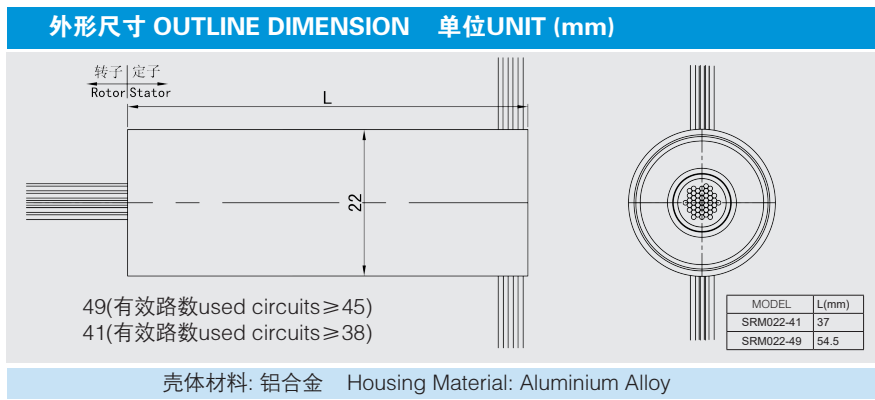 外形尺寸 OUTLINE DIMENSION 单位UNIT (mm)
转子 定子
Rotor Stator
L
22
49(有效路数used circuits≥45)
41(有效路数used circuits≥38)
MODEL L(mm)
SRM022-41 37
SRM022-49 54.5
壳体材料: 铝合金 Housing Material: Aluminium Alloy